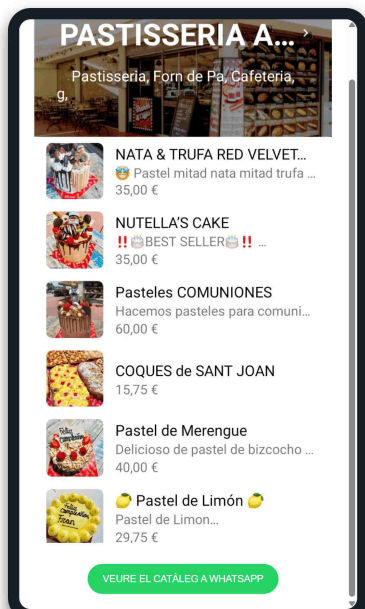 PASTISSERIA A...
Pastisseria, Forn de Pa, Cafeteria,
g,
NATA & TRUFA RED VELVET...
🥳 Pastel mitad nata mitad trufa ...
35,00 €
NUTELLA'S CAKE
‼️🎂BEST SELLER🎂‼️ ...
35,00 €
Pasteles COMUNIONES
Hacemos pasteles para comuni...
60,00 €
COQUES de SANT JOAN
15,75 €
Pastel de Merengue
Delicioso de pastel de bizcocho ...
40,00 €
🍋 Pastel de Limón 🍋
Pastel de Limon...
29,75 €
Feliz
Fran
VEURE EL CATÀLEG A WHATSAPP